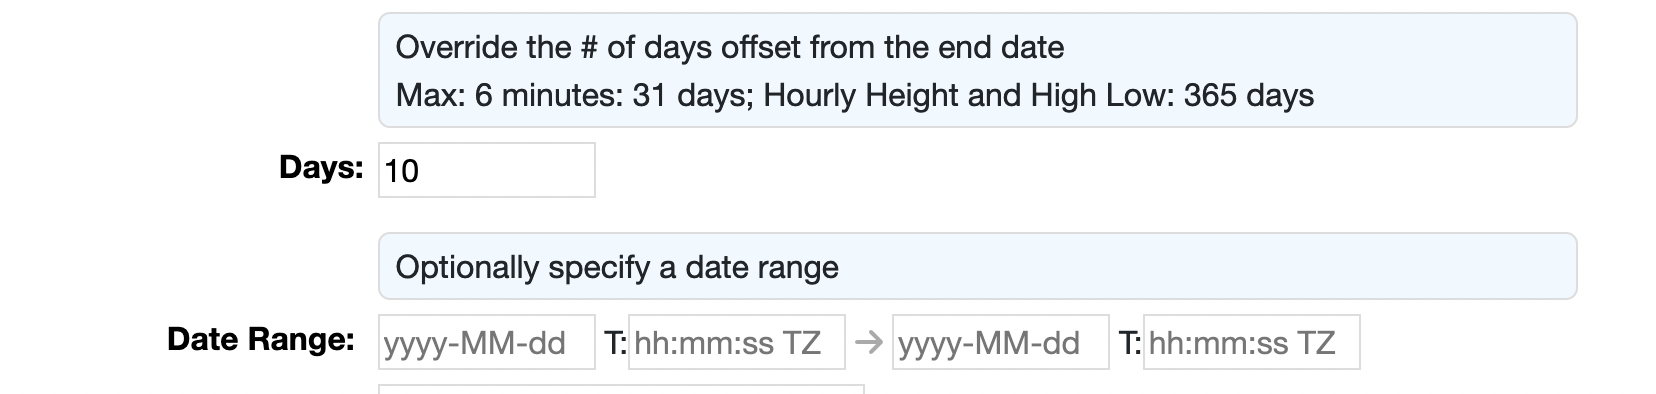 Override the # of days offset from the end date
Max: 6 minutes: 31 days; Hourly Height and High Low: 365 days
Days: 10
Optionally specify a date range
Date Range: yyyy-MM-dd T: hh:mm:ss TZ → yyyy-MM-dd T: hh:mm:ss TZ